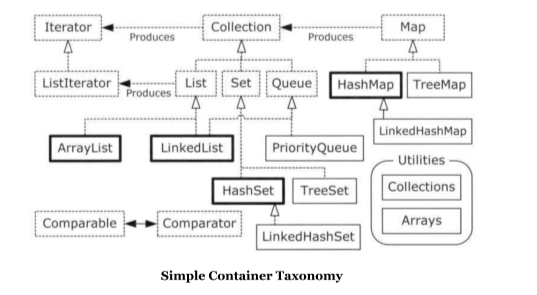 Iterator
Produces
Collection
Produces
Map
ListIterator
Produces
List
Set
Queue
HashMap
TreeMap
ArrayList
LinkedList
PriorityQueue
LinkedHashMap
Utilities
HashSet
TreeSet
Collections
Comparable
Comparator
LinkedHashSet
Arrays
Simple Container Taxonomy